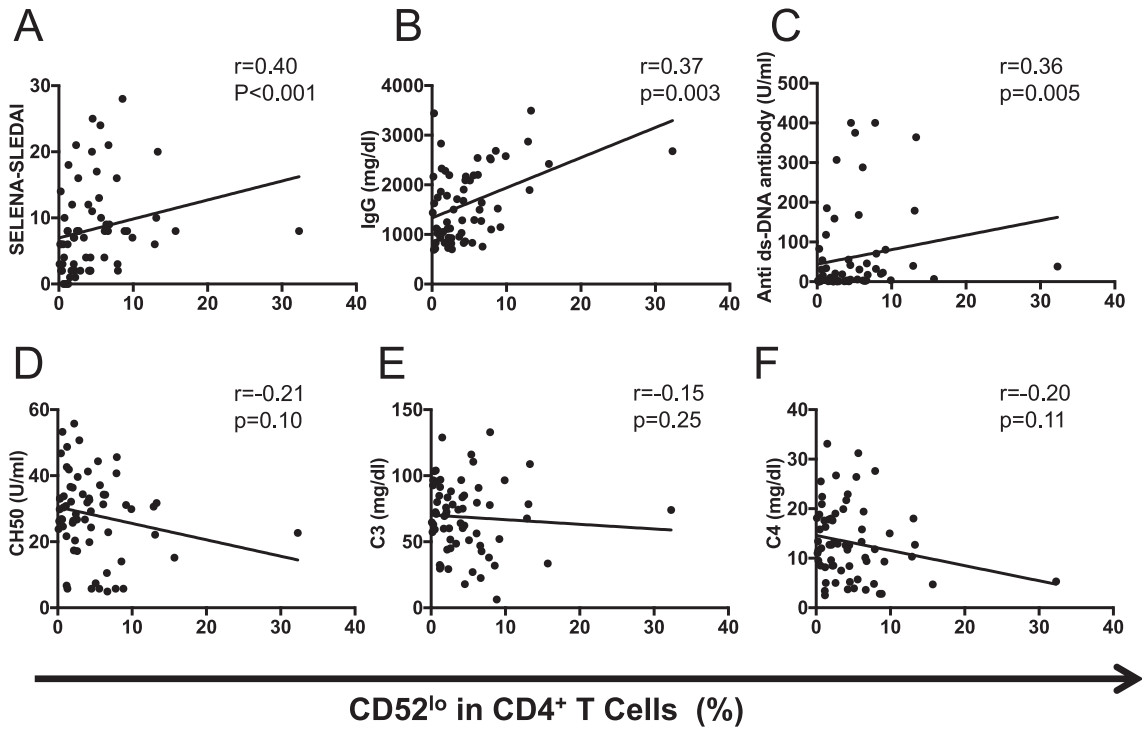 A
r=0.40
P<0.001
SELENA-SLEDAI
30
20
10
0
0 10 20 30 40
B
r=0.37
p=0.003
IgG (mg/dl)
4000
3000
2000
1000
0
0 10 20 30 40
C
r=0.36
p=0.005
Anti ds-DNA antibody (U/ml)
500
400
300
200
100
0
0 10 20 30 40
D
r=−0.21
p=0.10
CH50 (U/ml)
60
40
20
0
0 10 20 30 40
E
r=−0.15
p=0.25
C3 (mg/dl)
150
100
50
0
0 10 20 30 40
F
r=−0.20
p=0.11
C4 (mg/dl)
40
30
20
10
0
0 10 20 30 40
CD52ˡᵒ in CD4⁺ T Cells (%)